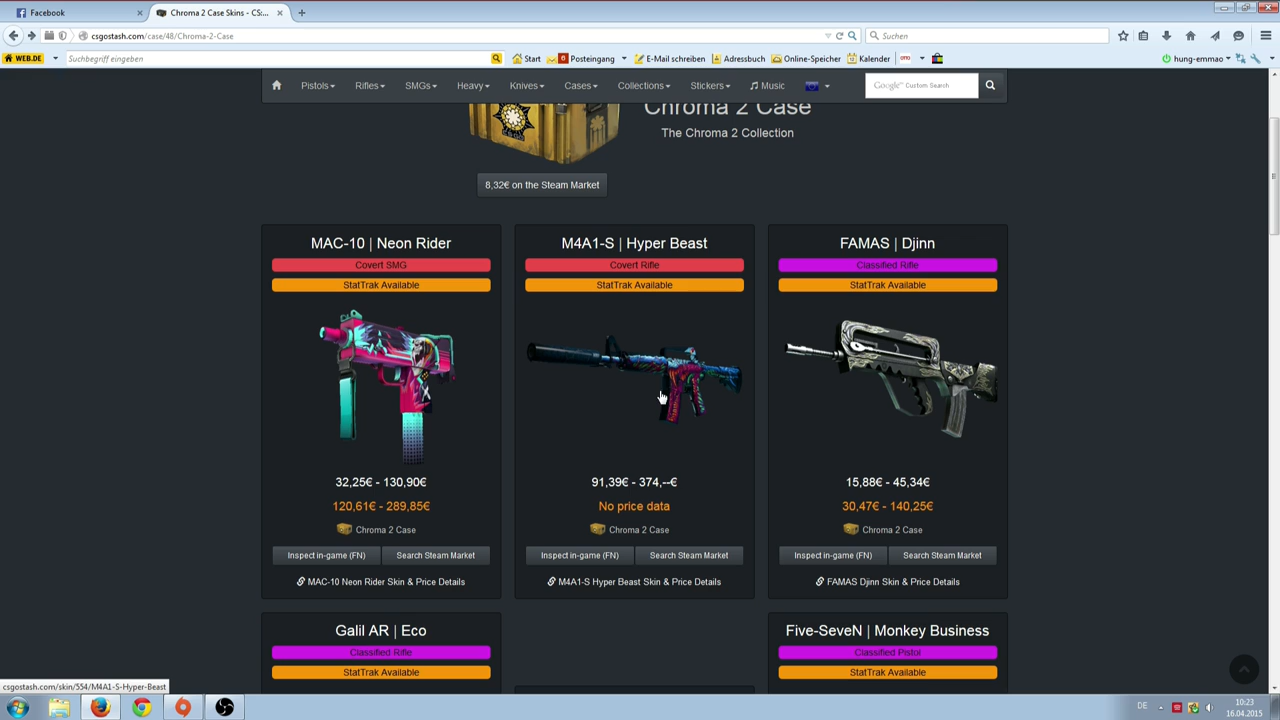 Facebook
Chroma 2 Case Skins - CS:...
csgostash.com/case/48/Chroma-2-Case
Suchen
WEB.DE
Suchbegriff eingeben
Start
0 Posteingang
E-Mail schreiben
Adressbuch
Online-Speicher
Kalender
OTTO
hung-emmao
Pistols
Rifles
SMGs
Heavy
Knives
Cases
Collections
Stickers
Music
Google Custom Search
Chroma 2 Case
The Chroma 2 Collection
8,32€ on the Steam Market
MAC-10 | Neon Rider
Covert SMG
StatTrak Available
32,25€ - 130,90€
120,61€ - 289,85€
Chroma 2 Case
Inspect in-game (FN)
Search Steam Market
MAC-10 Neon Rider Skin & Price Details
M4A1-S | Hyper Beast
Covert Rifle
StatTrak Available
91,39€ - 374,--€
No price data
Chroma 2 Case
Inspect in-game (FN)
Search Steam Market
M4A1-S Hyper Beast Skin & Price Details
FAMAS | Djinn
Classified Rifle
StatTrak Available
15,88€ - 45,34€
30,47€ - 140,25€
Chroma 2 Case
Inspect in-game (FN)
Search Steam Market
FAMAS Djinn Skin & Price Details
Galil AR | Eco
Classified Rifle
StatTrak Available
Five-SeveN | Monkey Business
Classified Pistol
StatTrak Available
csgostash.com/skin/554/M4A1-S-Hyper-Beast
DE
10:23
16.04.2015